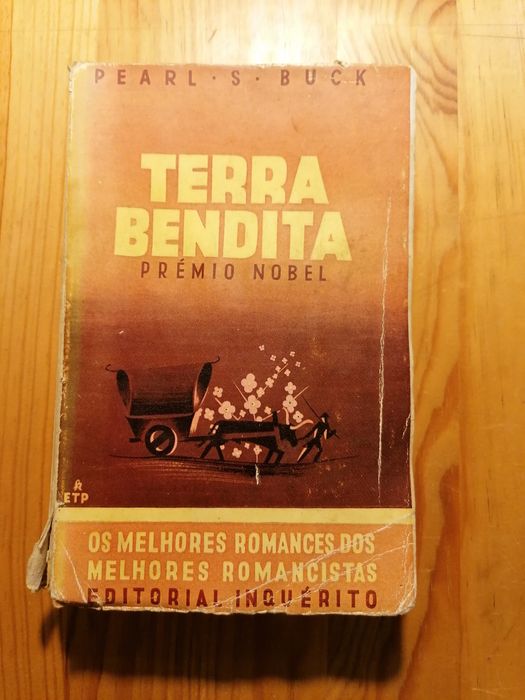 PEARL · S · BUCK
TERRA
BENDITA
PRÉMIO NOBEL
ETP
OS MELHORES ROMANCES DOS
MELHORES ROMANCISTAS
EDITORIAL INQUÉRITO